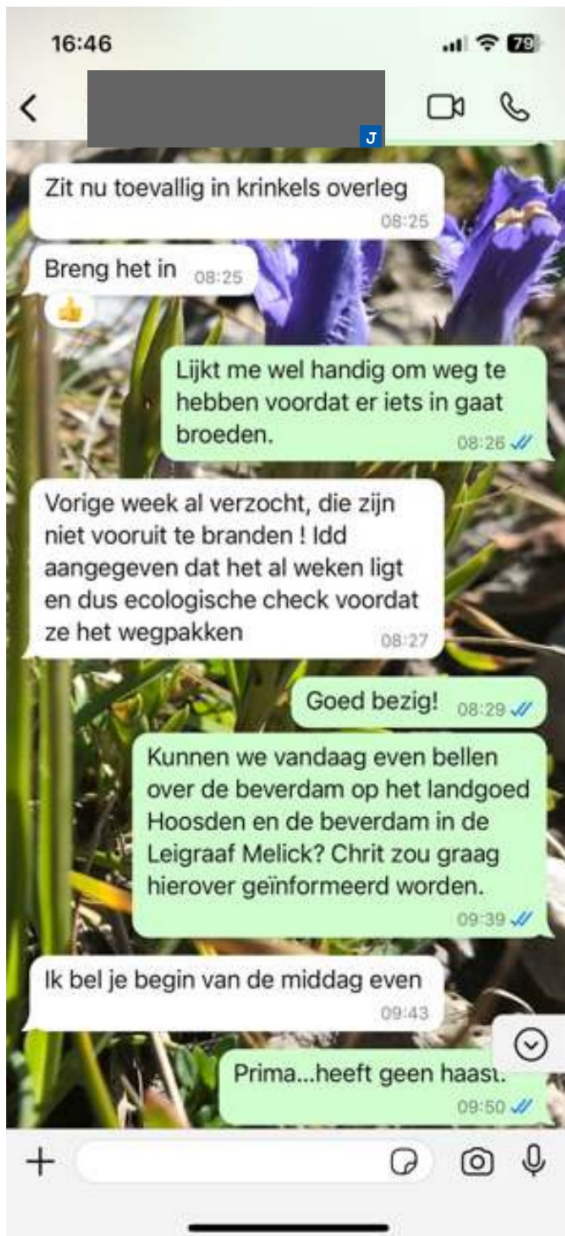 16:46
79
J
Zit nu toevallig in krinkels overleg
08:25
Breng het in 08:25
Lijkt me wel handig om weg te
hebben voordat er iets in gaat
broeden.
08:26
Vorige week al verzocht, die zijn
niet vooruit te branden ! Idd
aangegeven dat het al weken ligt
en dus ecologische check voordat
ze het wegpakken
08:27
Goed bezig! 08:29
Kunnen we vandaag even bellen
over de beverdam op het landgoed
Hoosden en de beverdam in de
Leigraaf Melick? Chrit zou graag
hierover geïnformeerd worden.
09:39
Ik bel je begin van de middag even
09:43
Prima...heeft geen haast.
09:50